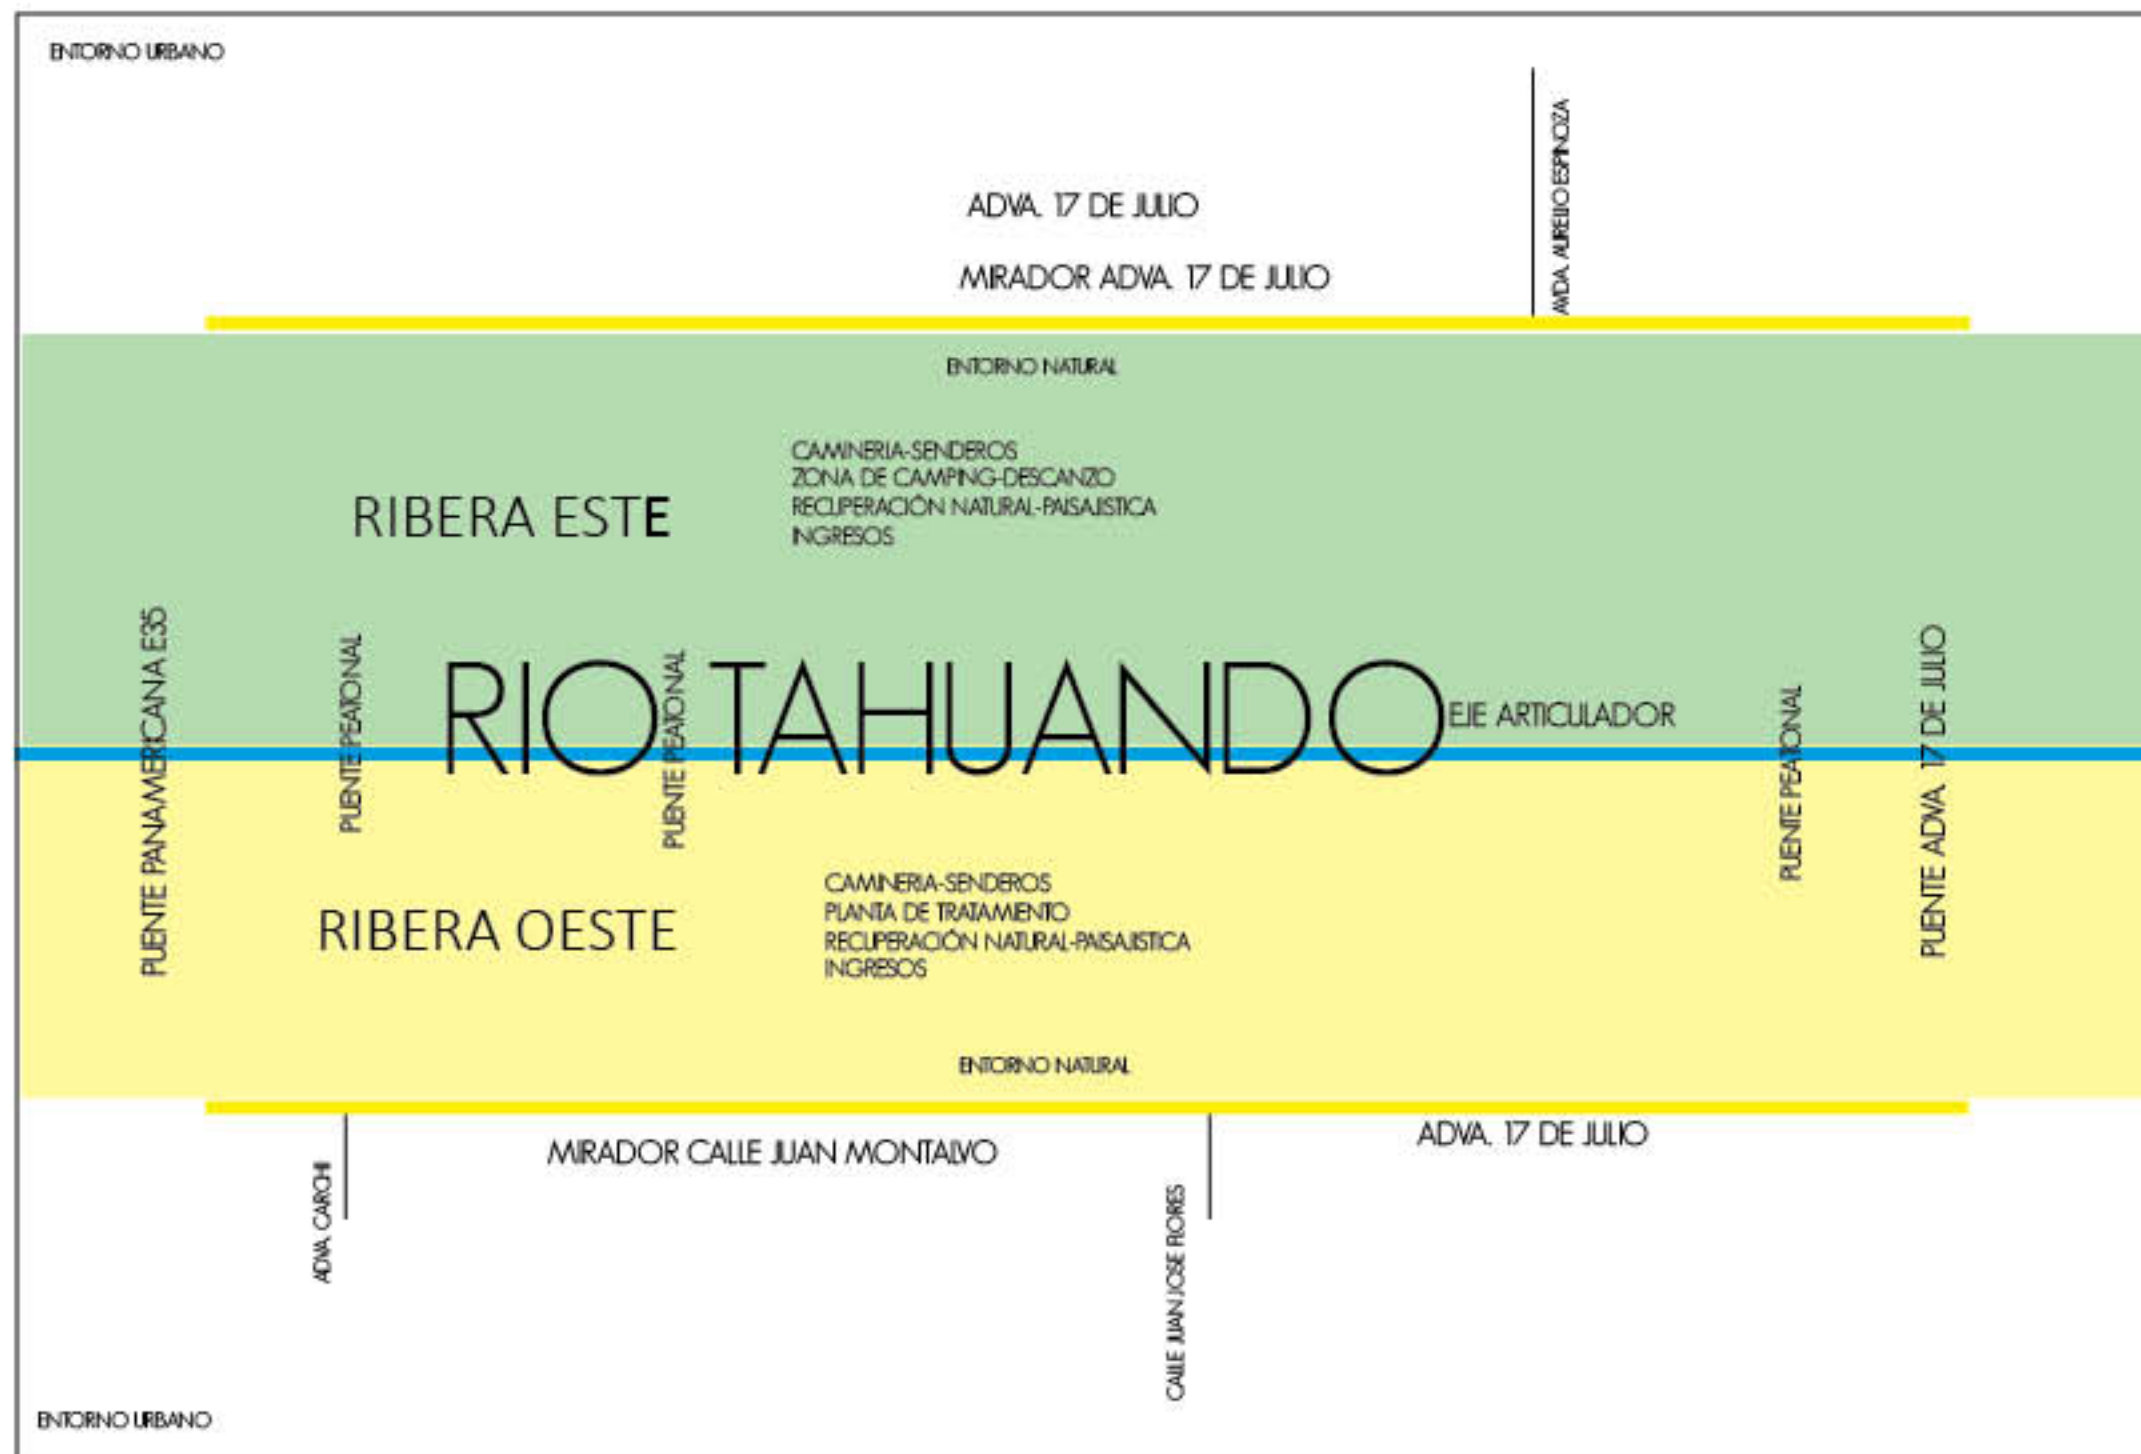 ENTORNO URBANO
AVDA. AURELIO ESPINOZA
ADVA. 17 DE JULIO
MIRADOR ADVA. 17 DE JULIO
ENTORNO NATURAL
CAMINERIA-SENDEROS
ZONA DE CAMPING-DESCANZO
RECUPERACIÓN NATURAL-PAISAJISTICA
INGRESOS
RIBERA ESTE
PUENTE PANAMERICANA E35
PUENTE PEATONAL
RIO TAHUANDO
PUENTE PEATONAL
EJE ARTICULADOR
PUENTE PEATONAL
PUENTE ADVA. 17 DE JULIO
RIBERA OESTE
CAMINERIA-SENDEROS
PLANTA DE TRATAMIENTO
RECUPERACIÓN NATURAL-PAISAJISTICA
INGRESOS
ENTORNO NATURAL
ADVA. CARCHI
MIRADOR CALLE JUAN MONTALVO
CALLE JUAN JOSE FLORES
ADVA. 17 DE JULIO
ENTORNO URBANO